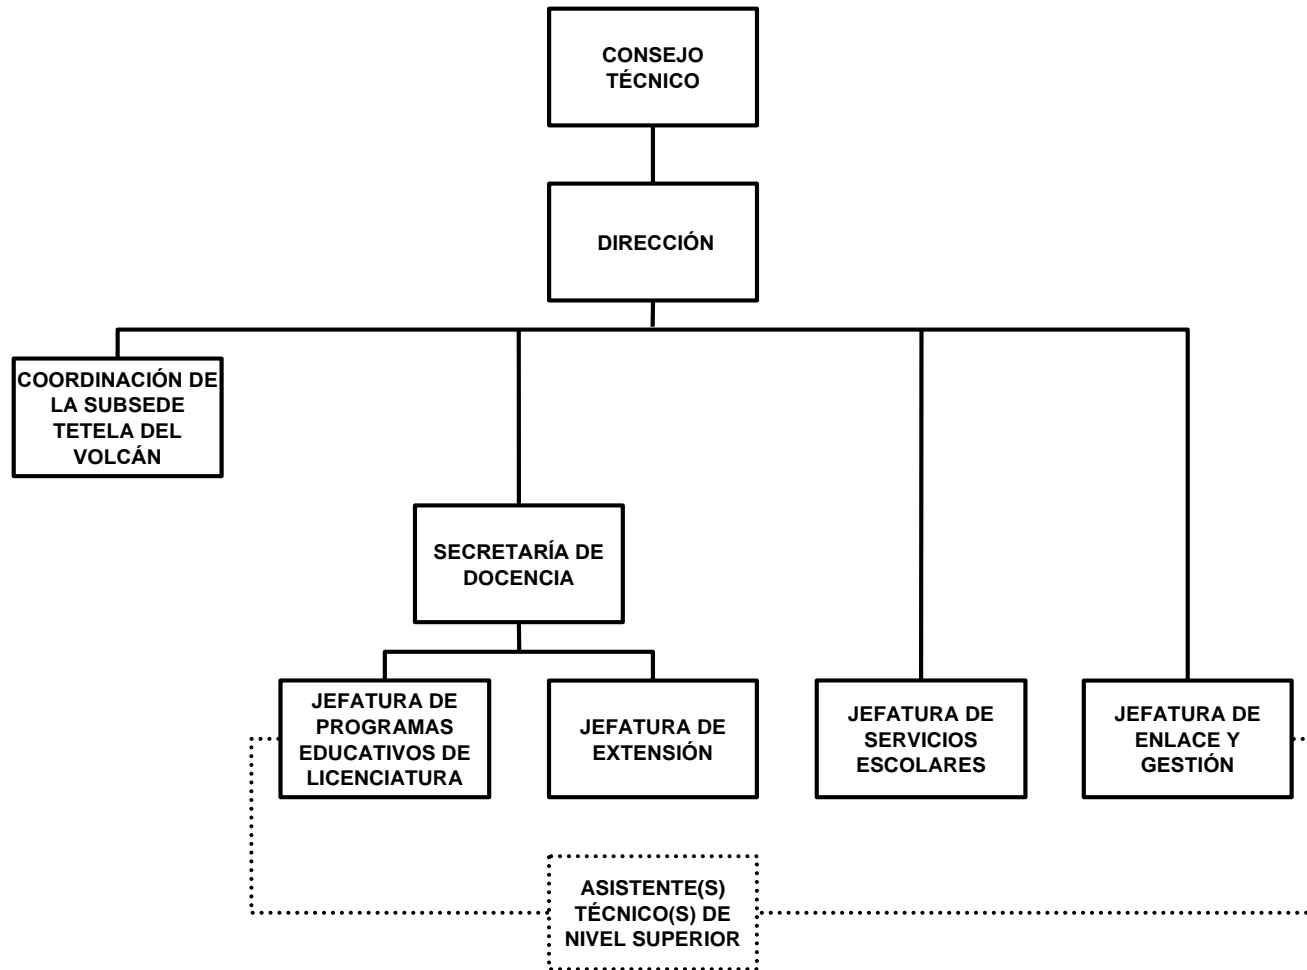 CONSEJO
TÉCNICO
DIRECCIÓN
COORDINACIÓN DE
LA SUBSEDE
TETELA DEL
VOLCÁN
SECRETARÍA DE
DOCENCIA
JEFATURA DE
PROGRAMAS
EDUCATIVOS DE
LICENCIATURA
JEFATURA DE
EXTENSIÓN
JEFATURA DE
SERVICIOS
ESCOLARES
JEFATURA DE
ENLACE Y
GESTIÓN
ASISTENTE(S)
TÉCNICO(S) DE
NIVEL SUPERIOR